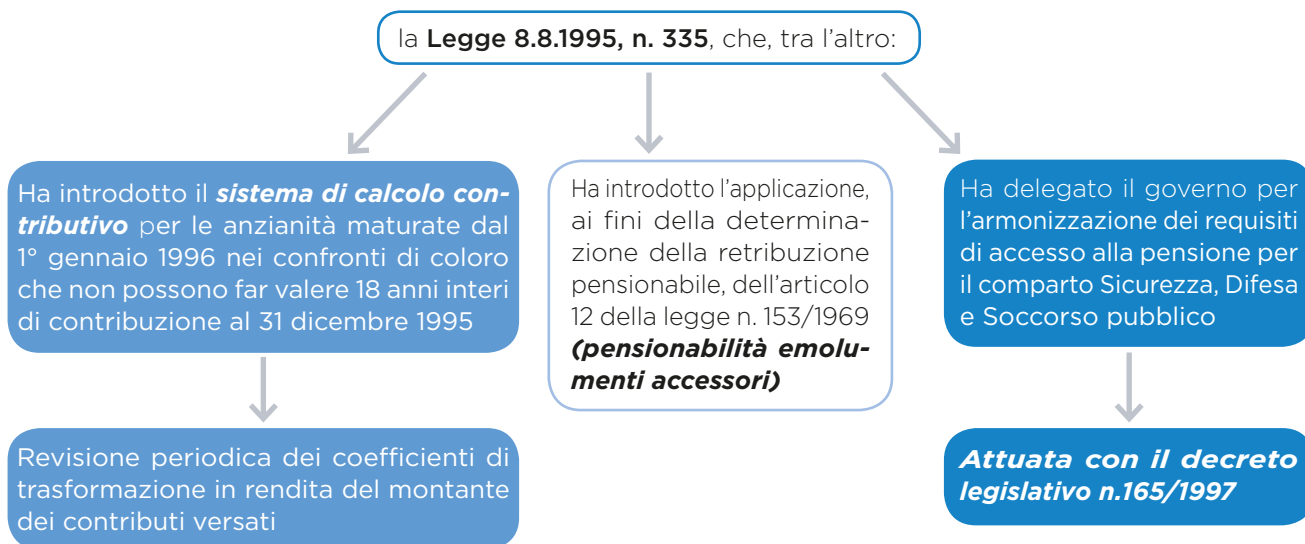 la Legge 8.8.1995, n. 335, che, tra l’altro:
Ha introdotto il sistema di calcolo con-
tributivo per le anzianità maturate dal
1° gennaio 1996 nei confronti di coloro
che non possono far valere 18 anni interi
di contribuzione al 31 dicembre 1995
Revisione periodica dei coefficienti di
trasformazione in rendita del montante
dei contributi versati
Ha introdotto l’applicazione,
ai fini della determina-
zione della retribuzione
pensionabile, dell’articolo
12 della legge n. 153/1969
(pensionabilità emolu-
menti accessori)
Ha delegato il governo per
l’armonizzazione dei requisiti
di accesso alla pensione per
il comparto Sicurezza, Difesa
e Soccorso pubblico
Attuata con il decreto
legislativo n.165/1997